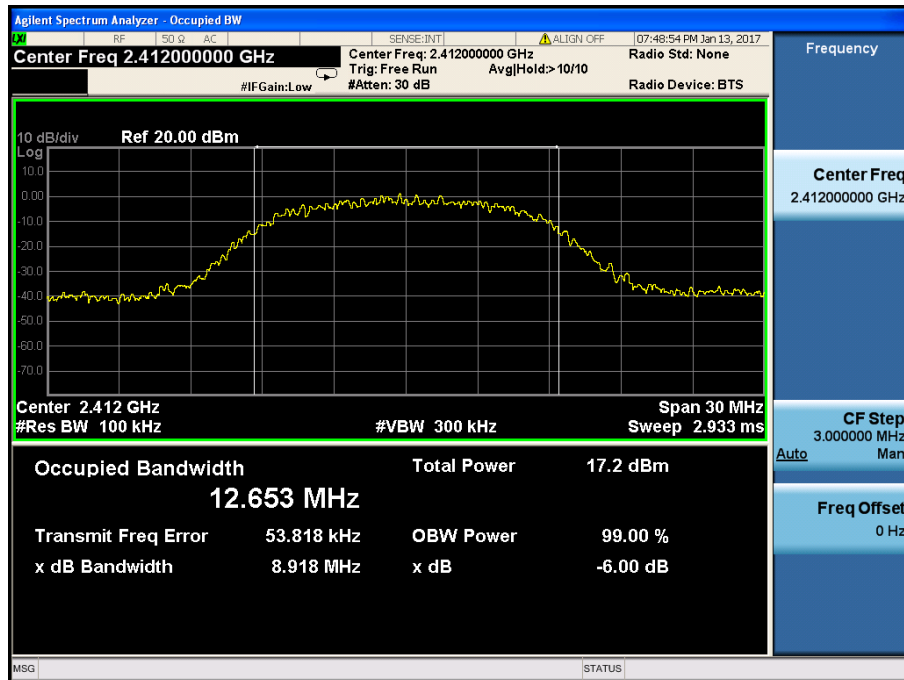 Agilent Spectrum Analyzer - Occupied BW
LXI RF 50 Ω AC SENSE:INT ALIGN OFF 07:48:54 PM Jan 13, 2017
Center Freq 2.412000000 GHz
Center Freq: 2.412000000 GHz
Radio Std: None
Trig: Free Run Avg|Hold:>10/10
#IFGain:Low
#Atten: 30 dB
Radio Device: BTS
10 dB/div Ref 20.00 dBm
Log
10.0
0.00
-10.0
-20.0
-30.0
-40.0
-50.0
-60.0
-70.0
Center 2.412 GHz Span 30 MHz
#Res BW 100 kHz #VBW 300 kHz Sweep 2.933 ms
Occupied Bandwidth Total Power 17.2 dBm
12.653 MHz
Transmit Freq Error 53.818 kHz OBW Power 99.00 %
x dB Bandwidth 8.918 MHz x dB -6.00 dB
Frequency
Center Freq
2.412000000 GHz
CF Step
3.000000 MHz
Auto Man
Freq Offset
0 Hz
MSG STATUS